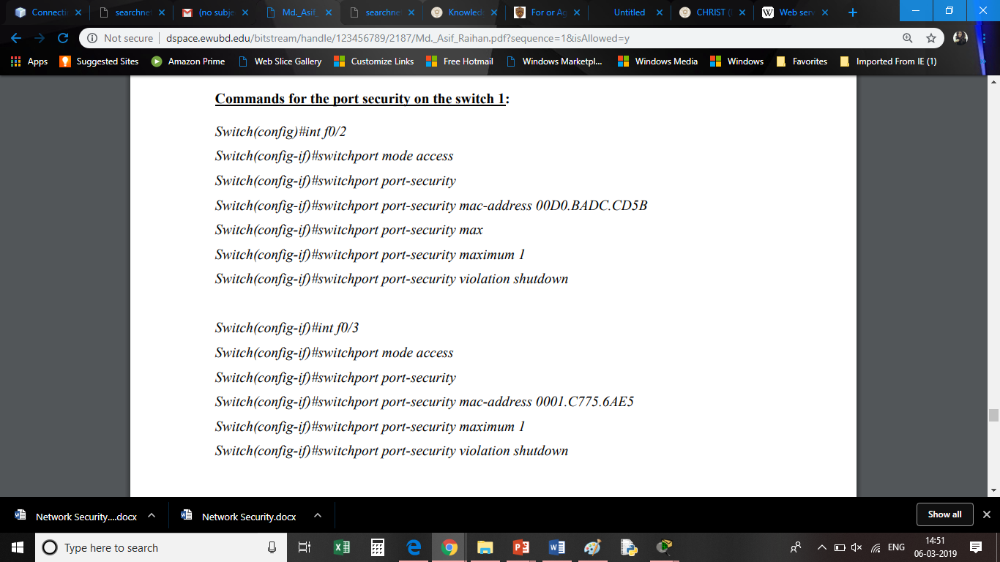 Connectin
searchne
(no subje
Md._Asif_
searchne
Knowled
For or Ag
Untitled
CHRIST (
Web serv
Not secure
dspace.ewubd.edu/bitstream/handle/123456789/2187/Md._Asif_Raihan.pdf?sequence=1&isAllowed=y
Apps
Suggested Sites
Amazon Prime
Web Slice Gallery
Customize Links
Free Hotmail
Windows Marketpl...
Windows Media
Windows
Favorites
Imported From IE (1)
Commands for the port security on the switch 1:
Switch(config)#int f0/2
Switch(config-if)#switchport mode access
Switch(config-if)#switchport port-security
Switch(config-if)#switchport port-security mac-address 00D0.BADC.CD5B
Switch(config-if)#switchport port-security max
Switch(config-if)#switchport port-security maximum 1
Switch(config-if)#switchport port-security violation shutdown
Switch(config-if)#int f0/3
Switch(config-if)#switchport mode access
Switch(config-if)#switchport port-security
Switch(config-if)#switchport port-security mac-address 0001.C775.6AE5
Switch(config-if)#switchport port-security maximum 1
Switch(config-if)#switchport port-security violation shutdown
Network Security....docx
Network Security.docx
Show all
Type here to search
ENG
14:51
06-03-2019